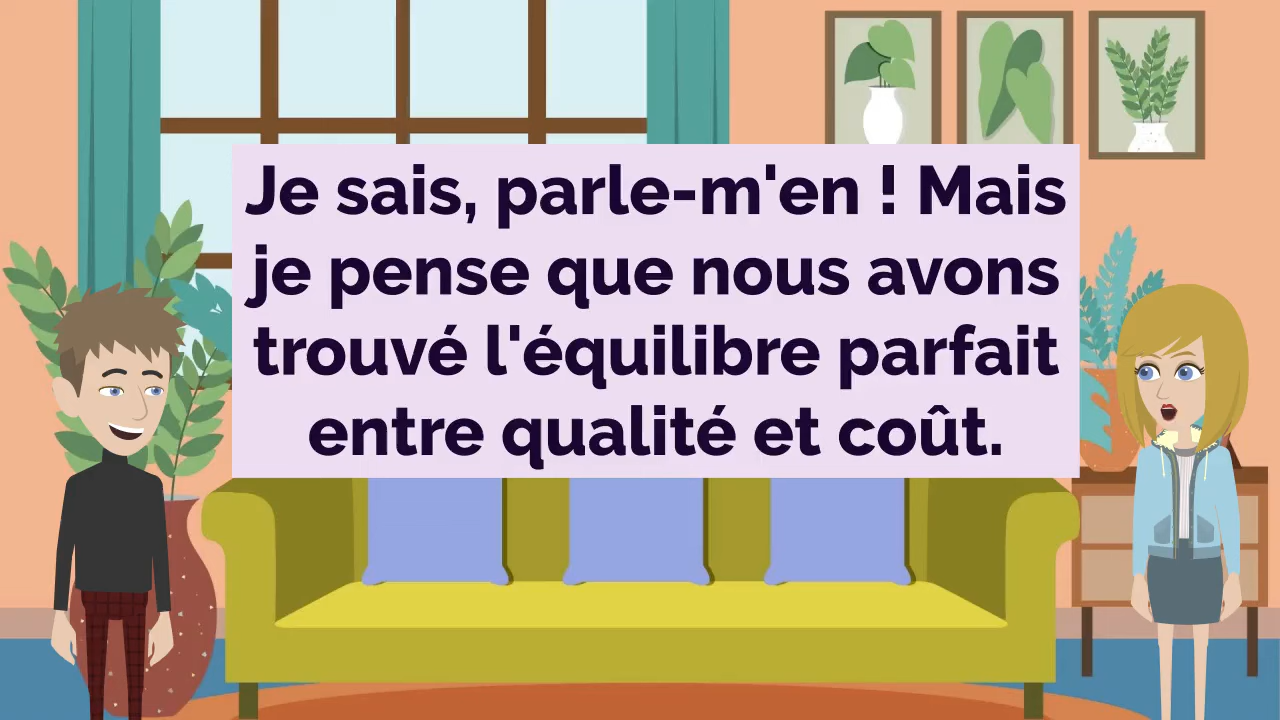 Je sais, parle-m'en ! Mais
je pense que nous avons
trouvé l'équilibre parfait
entre qualité et coût.